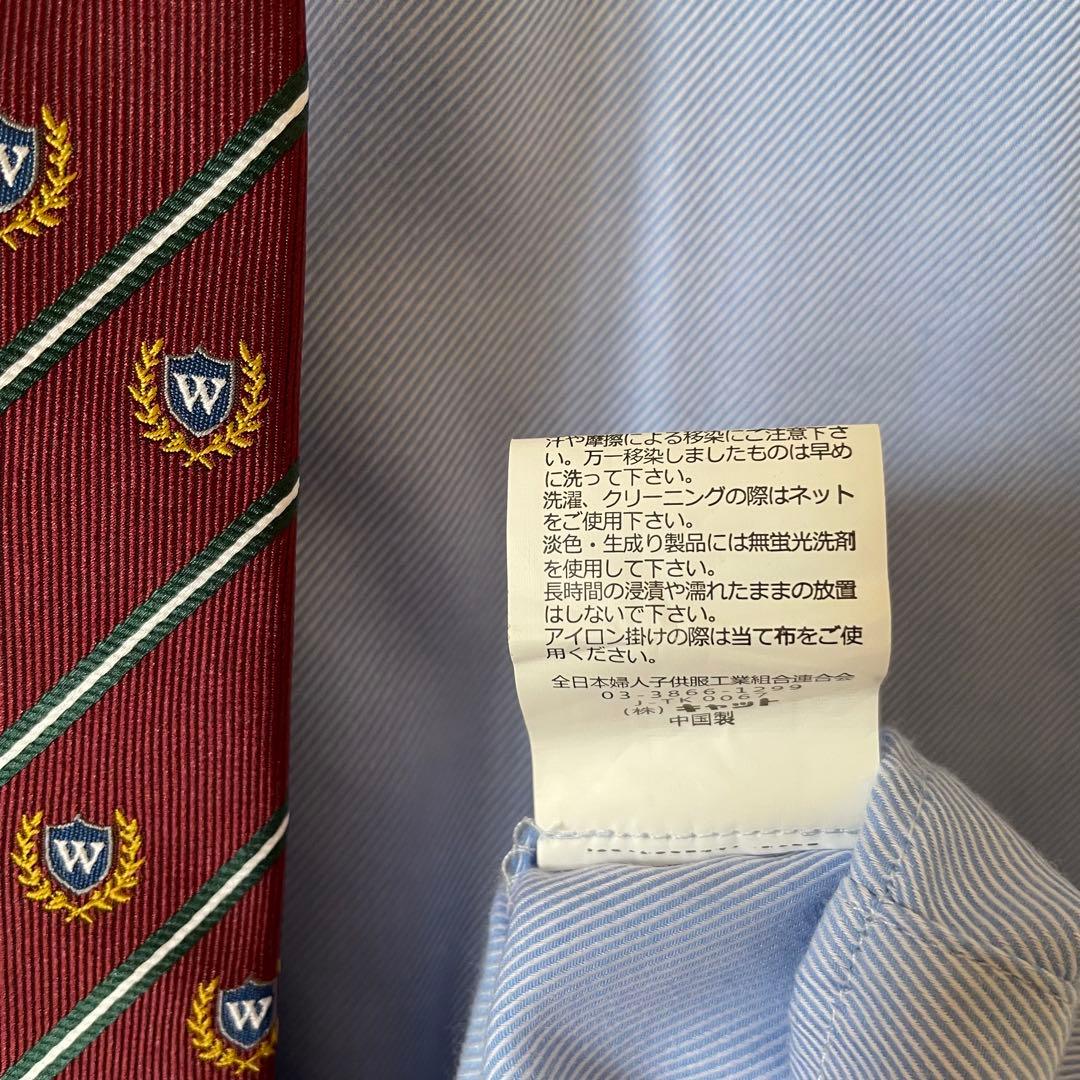 W
W
W
W
汗や摩擦による移染にご注意下さ
い。万一移染しましたものは早め
に洗って下さい。
洗濯、クリーニングの際はネット
をご使用下さい。
淡色・生成り製品には無蛍光洗剤
を使用して下さい。
長時間の浸漬や濡れたままの放置
はしないで下さい。
アイロン掛けの際は当て布をご使
用ください。
全日本婦人子供服工業組合連合会
03-3866-1299
J-TK 0067
(株) キャット
中国製